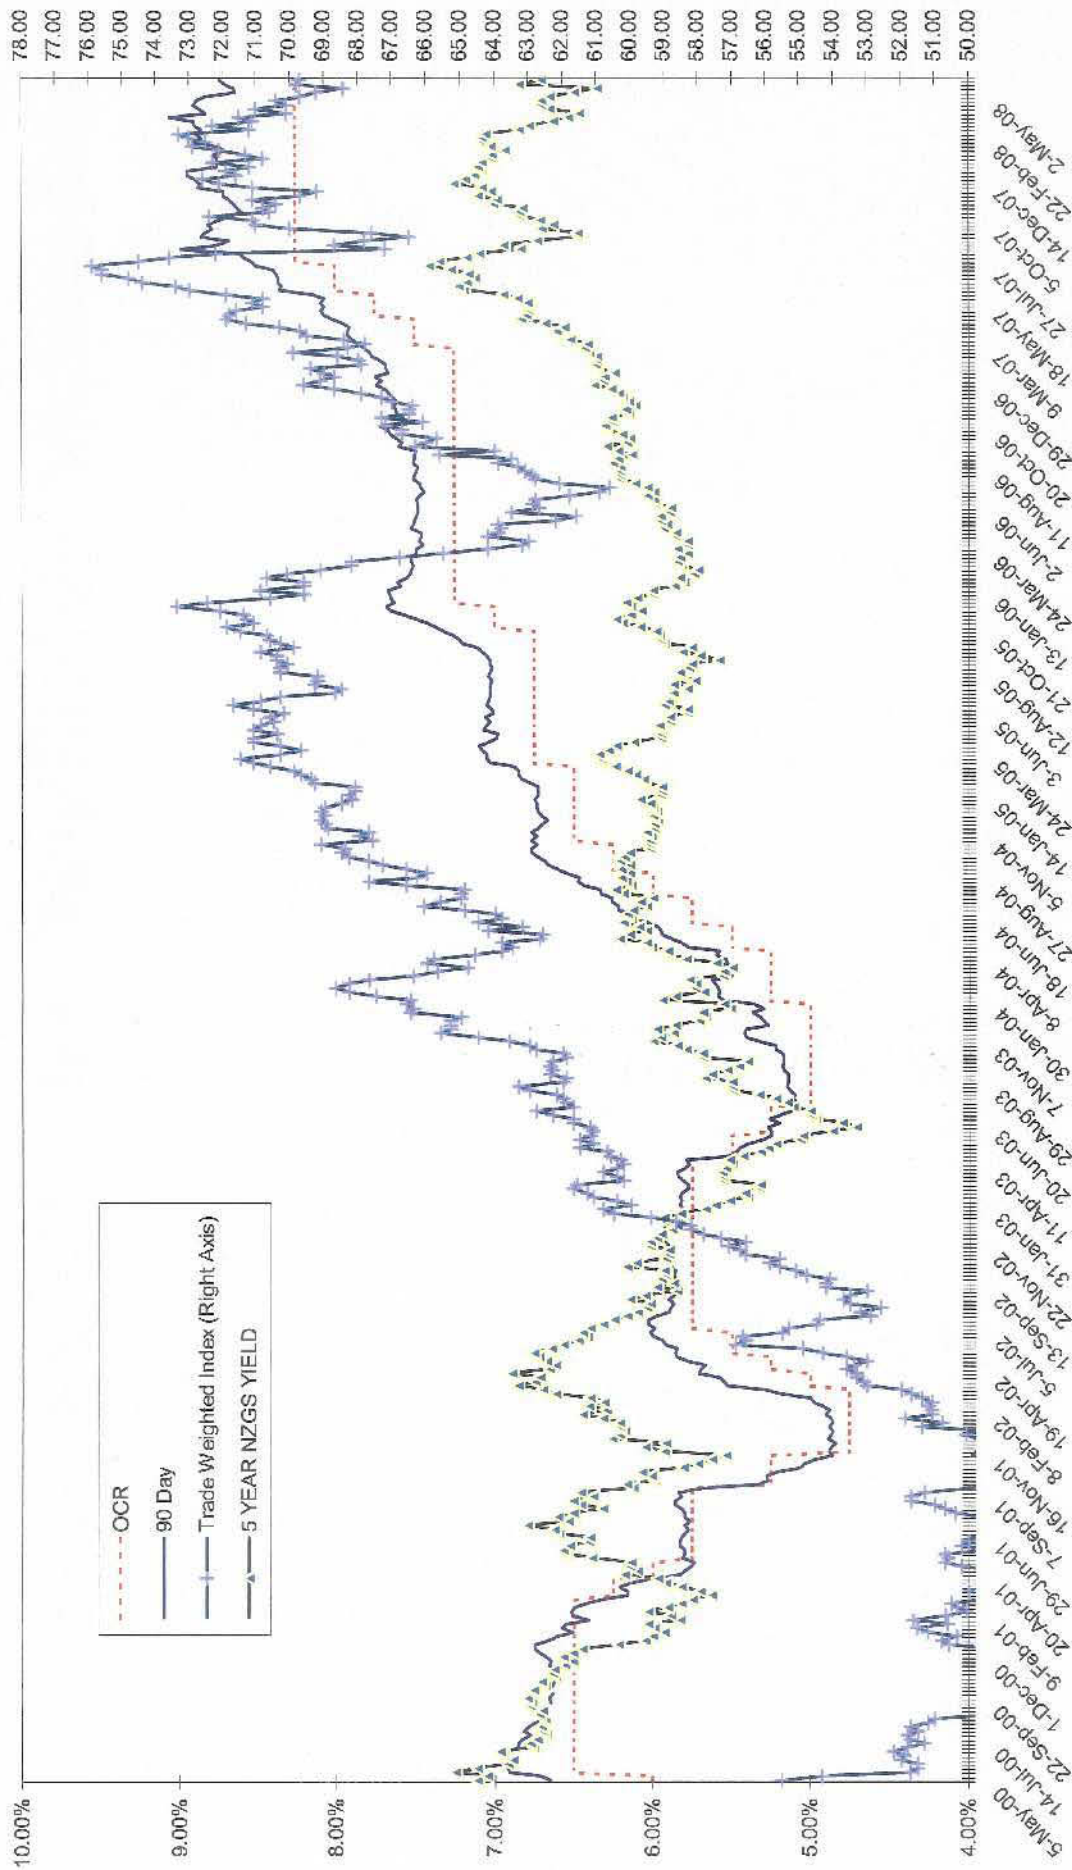 10.00%
9.00%
8.00%
7.00%
6.00%
5.00%
4.00%
OCR
90 Day
Trade Weighted Index (Right Axis)
5 YEAR NZGS YIELD
78.00
77.00
76.00
75.00
74.00
73.00
72.00
71.00
70.00
69.00
68.00
67.00
66.00
65.00
64.00
63.00
62.00
61.00
60.00
59.00
58.00
57.00
56.00
55.00
54.00
53.00
52.00
51.00
50.00
5-May-00
14-Jul-00
22-Sep-00
1-Dec-00
9-Feb-01
20-Apr-01
29-Jun-01
7-Sep-01
16-Nov-01
8-Feb-02
19-Apr-02
5-Jul-02
13-Sep-02
22-Nov-02
31-Jan-03
11-Apr-03
20-Jun-03
29-Aug-03
7-Nov-03
30-Jan-04
8-Apr-04
18-Jun-04
27-Aug-04
5-Nov-04
14-Jan-05
24-Mar-05
3-Jun-05
12-Aug-05
21-Oct-05
13-Jan-06
24-Mar-06
2-Jun-06
11-Aug-06
20-Oct-06
29-Dec-06
9-Mar-07
18-May-07
27-Jul-07
5-Oct-07
14-Dec-07
22-Feb-08
2-May-08